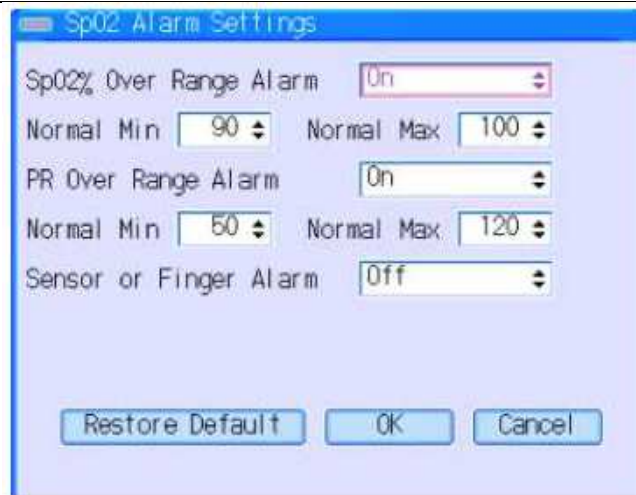 SpO2 Alarm Settings
SpO2% Over Range Alarm On
Normal Min 90 Normal Max 100
PR Over Range Alarm On
Normal Min 50 Normal Max 120
Sensor or Finger Alarm Off
Restore Default OK Cancel